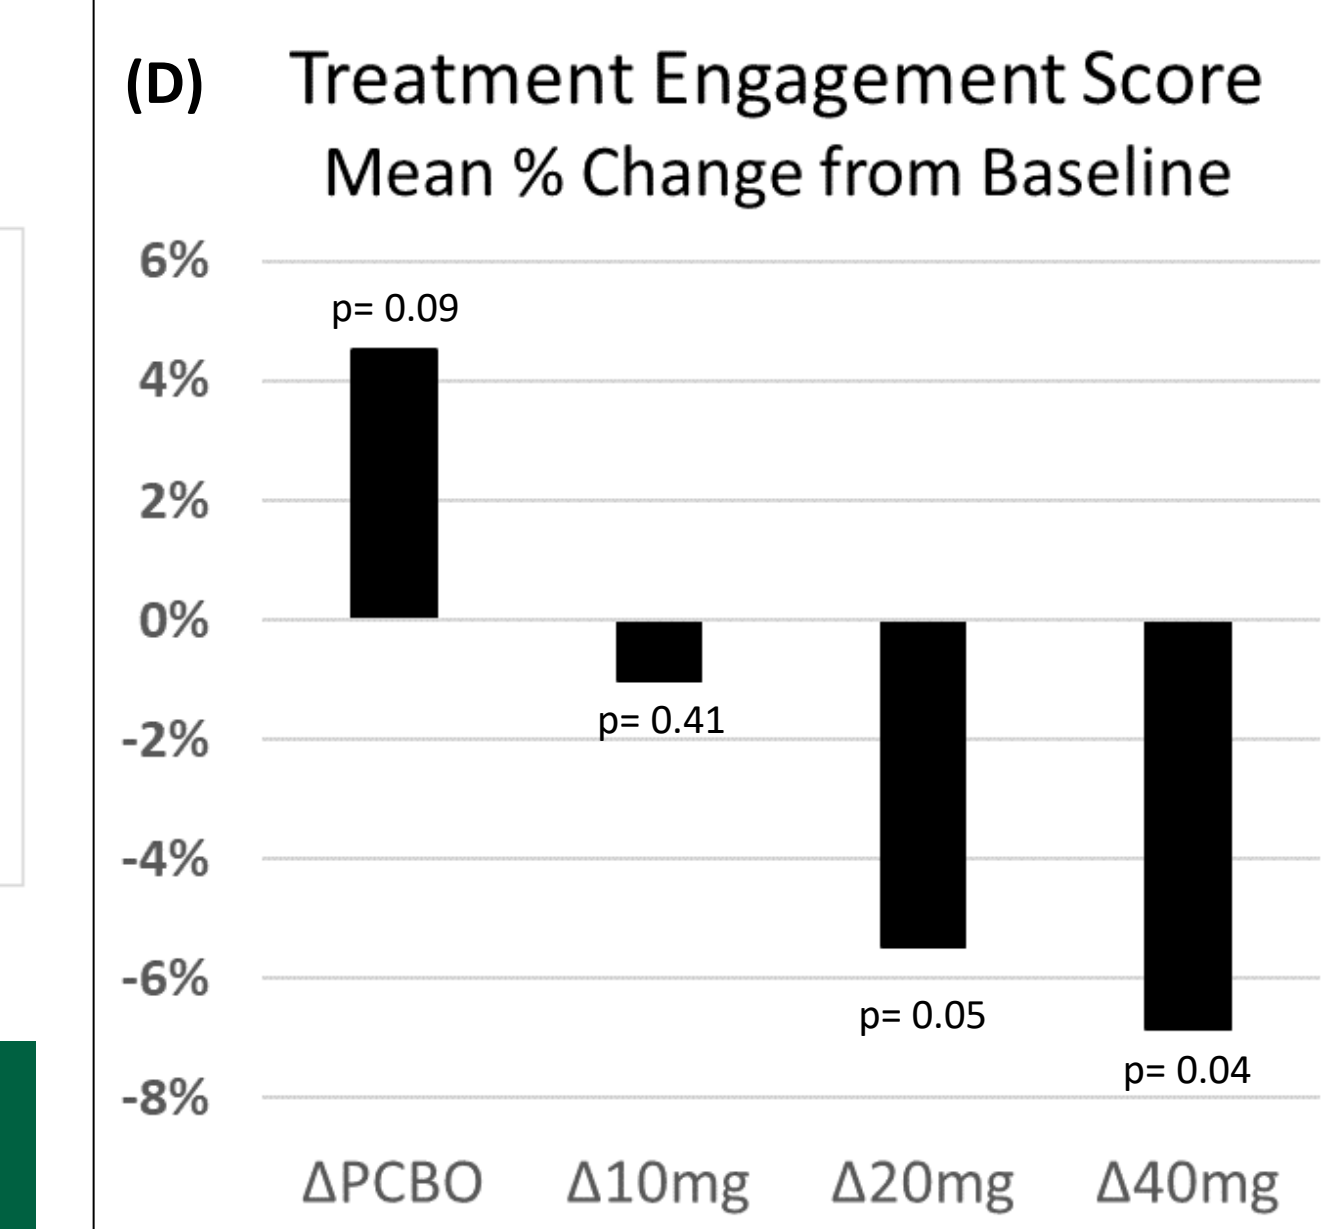 (D) Treatment Engagement Score
Mean % Change from Baseline
6%
p= 0.09
4%
2%
0%
p= 0.41
-2%
-4%
-6%
p= 0.05
p= 0.04
-8%
ΔPCBO Δ10mg Δ20mg Δ40mg